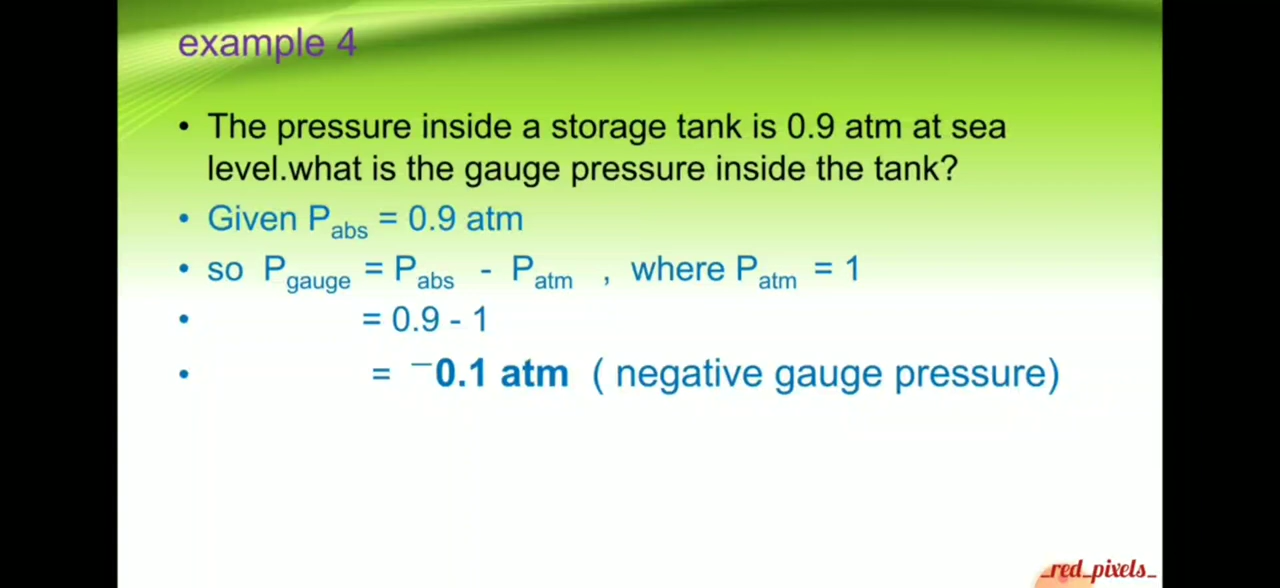 example 4
• The pressure inside a storage tank is 0.9 atm at sea
level.what is the gauge pressure inside the tank?
• Given Pabs = 0.9 atm
• so Pgauge = Pabs - Patm , where Patm = 1
• = 0.9 - 1
• = ⁻0.1 atm ( negative gauge pressure)
_red_pixels_